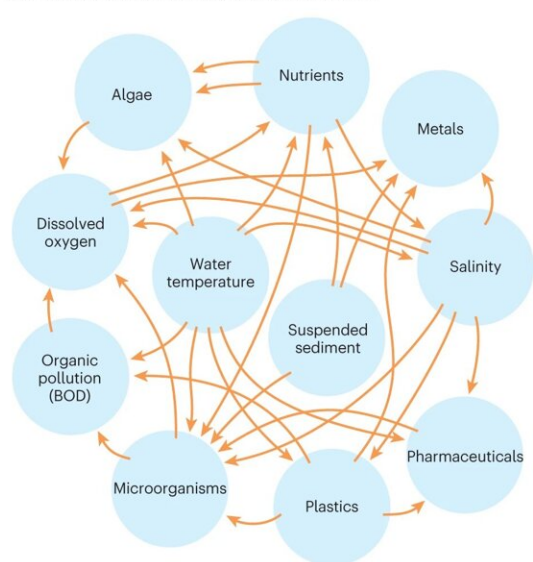 Nutrients
Algae
Metals
Dissolved
oxygen
Water
temperature
Salinity
Suspended
sediment
Organic
pollution
(BOD)
Pharmaceuticals
Microorganisms
Plastics